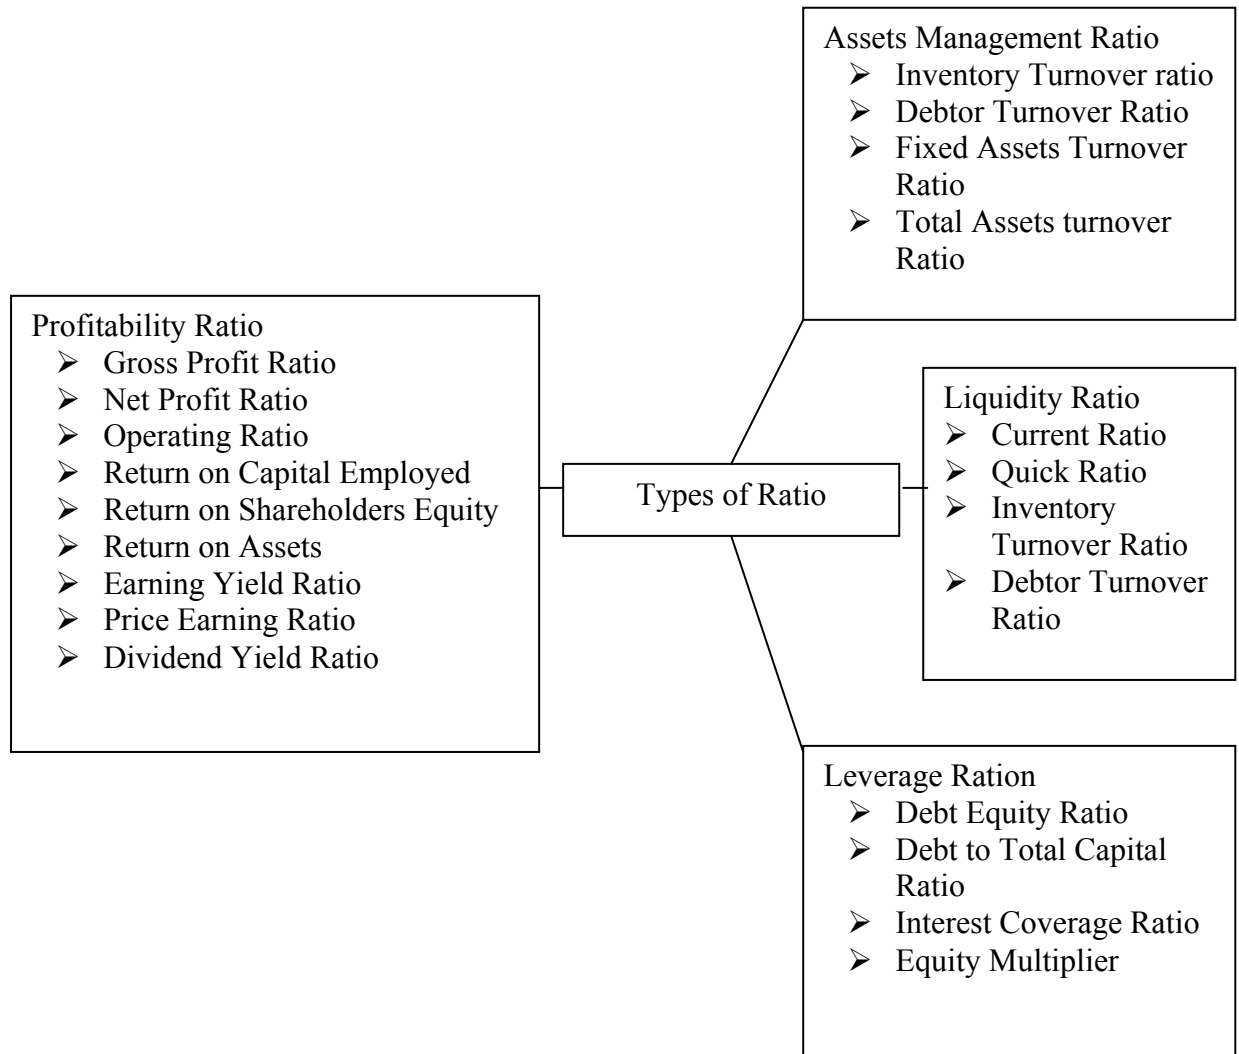 Assets Management Ratio
➢ Inventory Turnover ratio
➢ Debtor Turnover Ratio
➢ Fixed Assets Turnover
Ratio
➢ Total Assets turnover
Ratio
Profitability Ratio
➢ Gross Profit Ratio
➢ Net Profit Ratio
➢ Operating Ratio
➢ Return on Capital Employed
➢ Return on Shareholders Equity
➢ Return on Assets
➢ Earning Yield Ratio
➢ Price Earning Ratio
➢ Dividend Yield Ratio
Types of Ratio
Liquidity Ratio
➢ Current Ratio
➢ Quick Ratio
➢ Inventory
Turnover Ratio
➢ Debtor Turnover
Ratio
Leverage Ration
➢ Debt Equity Ratio
➢ Debt to Total Capital
Ratio
➢ Interest Coverage Ratio
➢ Equity Multiplier